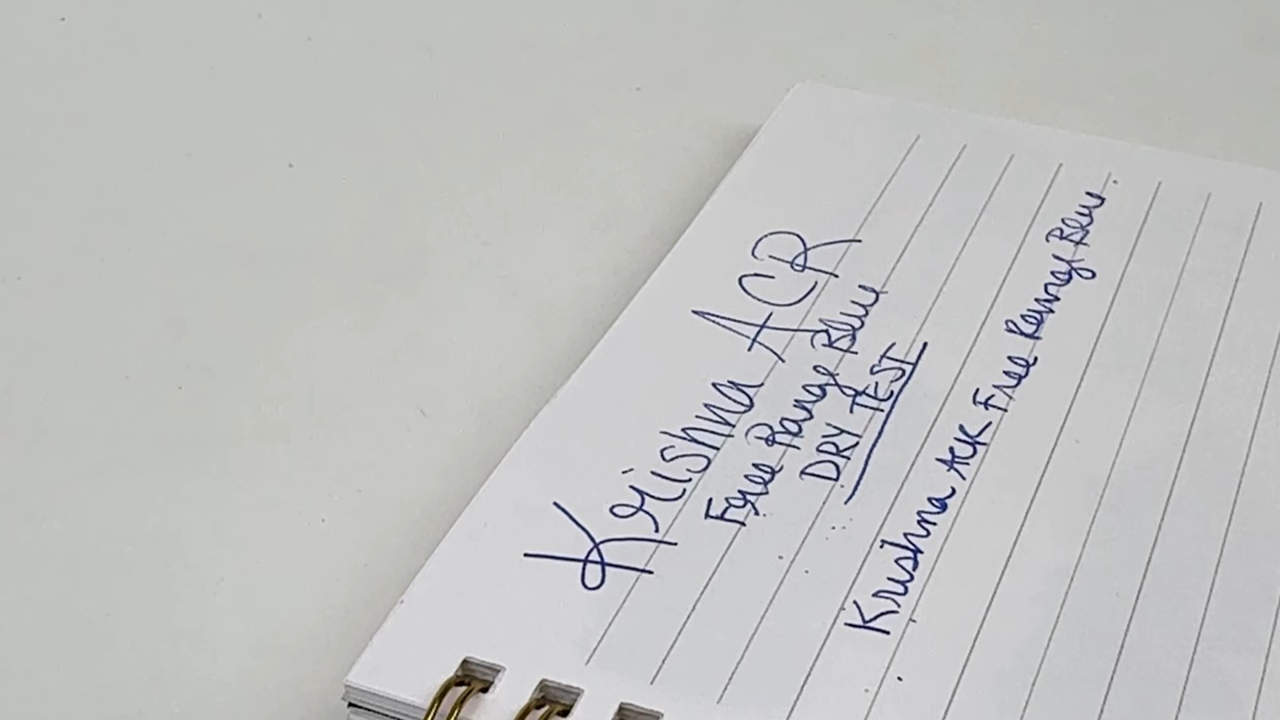 Krishna ACR
Free Range Blue
DRY TEST
Krishna ACR Free Range Blue